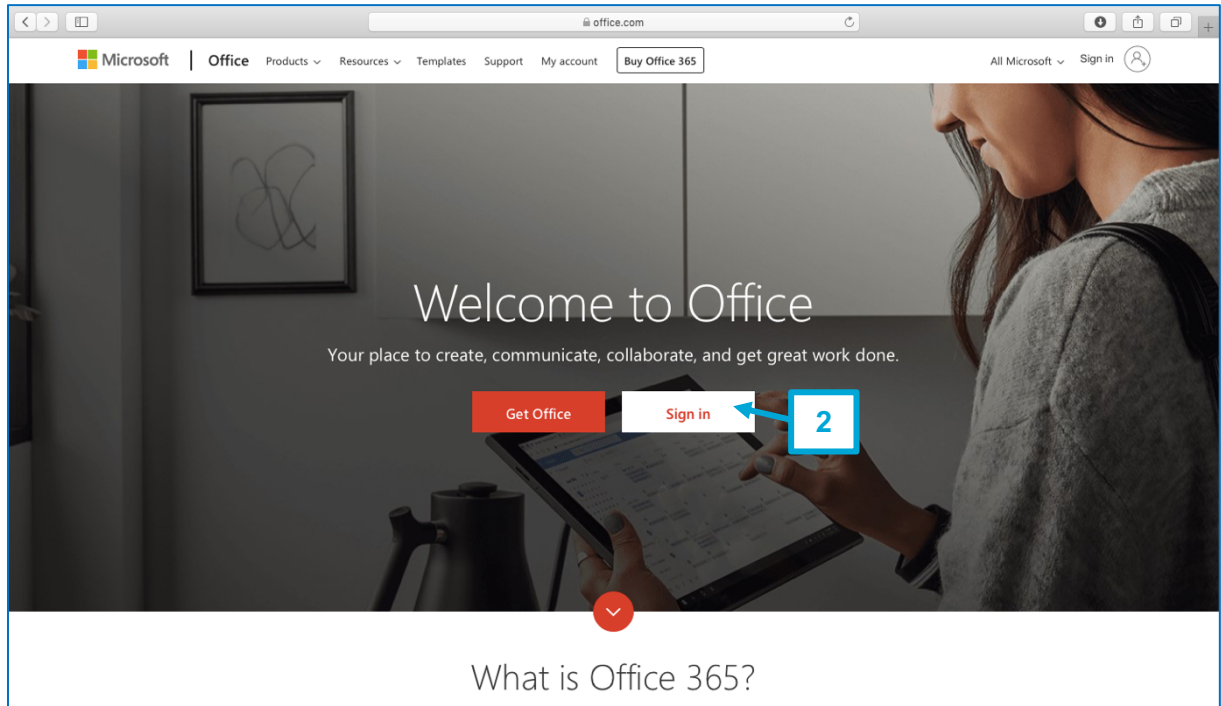 office.com
Microsoft Office Products Resources Templates Support My account Buy Office 365 All Microsoft Sign in
Welcome to Office
Your place to create, communicate, collaborate, and get great work done.
Get Office Sign in 2
What is Office 365?